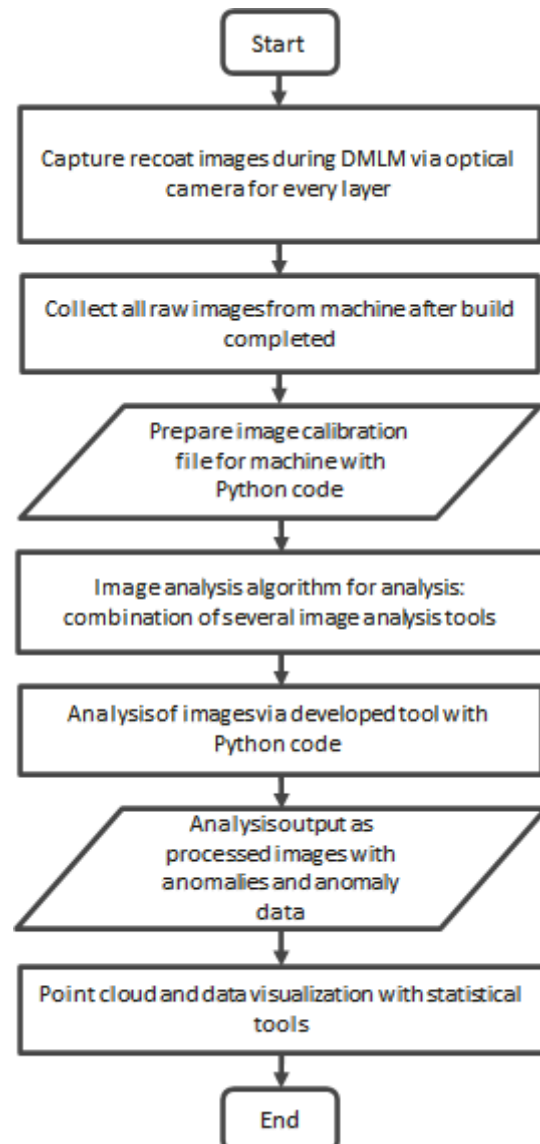 Start
Capture recoat images during DMLM via optical
camera for every layer
Collect all raw images from machine after build
completed
Prepare image calibration
file for machine with
Python code
Image analysis algorithm for analysis:
combination of several image analysis tools
Analysis of images via developed tool with
Python code
Analysis output as
processed images with
anomalies and anomaly
data
Point cloud and data visualization with statistical
tools
End